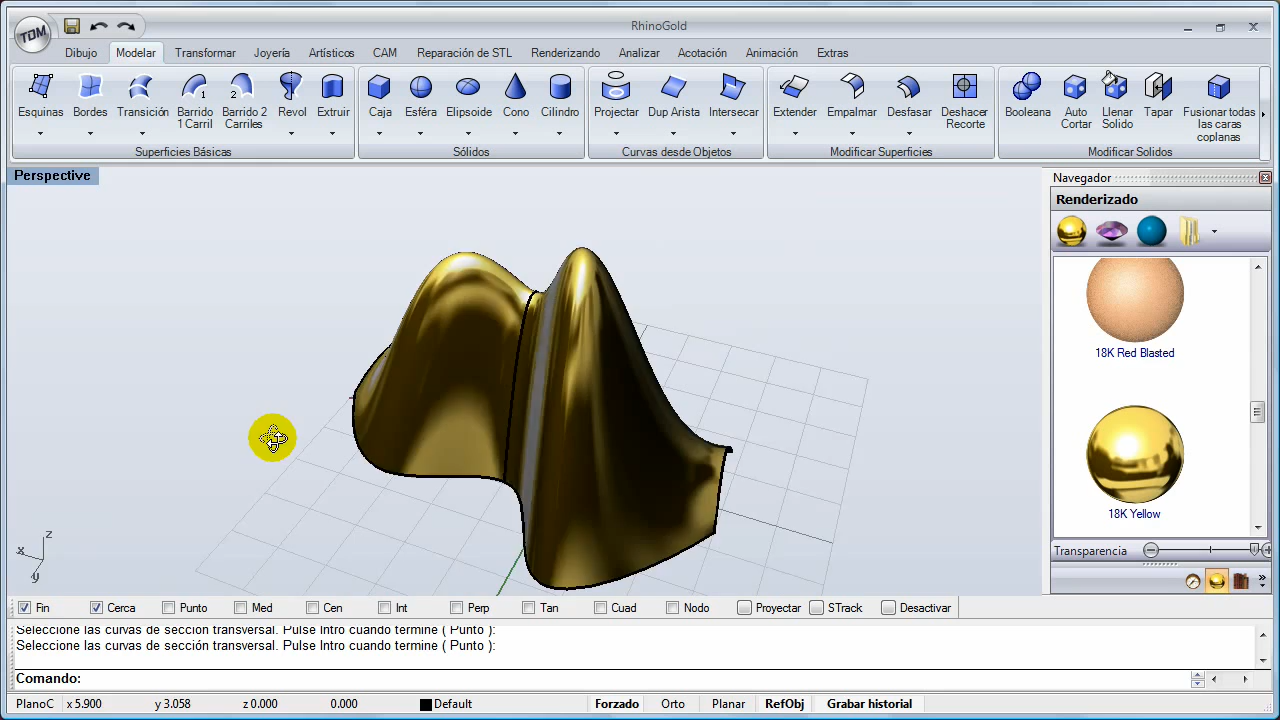 TDM
RhinoGold
Dibujo Modelar Transformar Joyería Artísticos CAM Reparación de STL Renderizando Analizar Acotación Animación Extras
Esquinas Bordes Transición Barrido 1 Carril Barrido 2 Carriles Revol Extruir
Superficies Básicas
Caja Esféra Elipsoide Cono Cilindro
Sólidos
Projectar Dup Arista Intersecar
Curvas desde Objetos
Extender Empalmar Desfasar Deshacer Recorte
Modificar Superficies
Booleana Auto Cortar Llenar Solido Tapar Fusionar todas las caras coplanas
Modificar Solidos
Perspective
Navegador
Renderizado
18K Red Blasted
18K Yellow
Transparencia
z
x
y
Fin Cerca Punto Med Cen Int Perp Tan Cuad Nodo Proyectar STrack Desactivar
Seleccione las curvas de sección transversal. Pulse Intro cuando termine ( Punto ):
Seleccione las curvas de sección transversal. Pulse Intro cuando termine ( Punto ):
Comando:
PlanoC x 5.900 y 3.058 z 0.000 0.000 Default Forzado Orto Planar RefObj Grabar historial